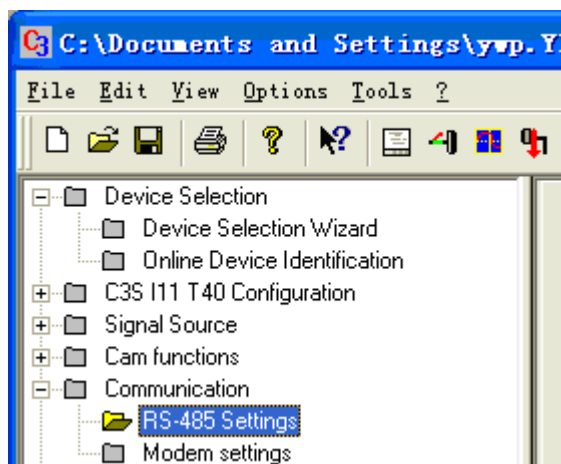 C3 C:\Documents and Settings\ywp.Y
File Edit View Options Tools ?
Device Selection
Device Selection Wizard
Online Device Identification
C3S I11 T40 Configuration
Signal Source
Cam functions
Communication
RS-485 Settings
Modem settings